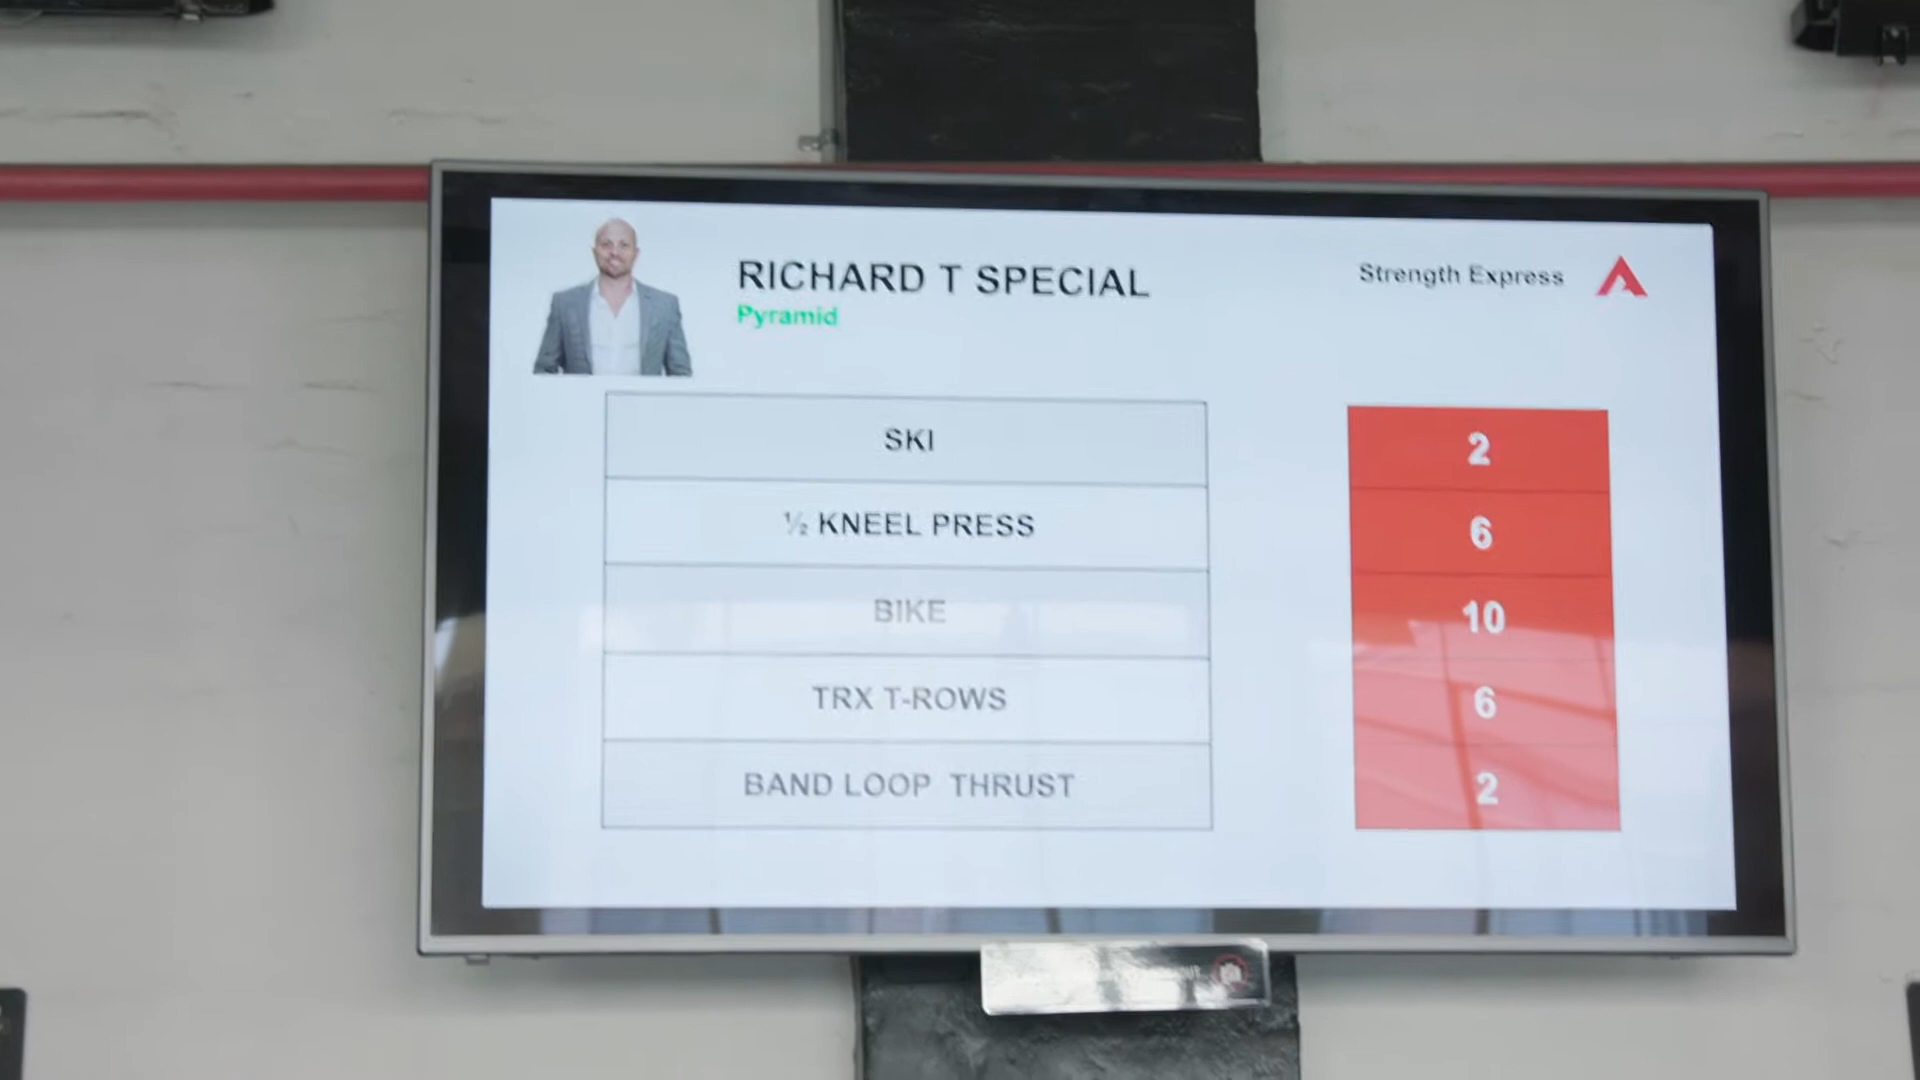 RICHARD T SPECIAL
Pyramid
Strength Express
SKI 2
½ KNEEL PRESS 6
BIKE 10
TRX T-ROWS 6
BAND LOOP THRUST 2